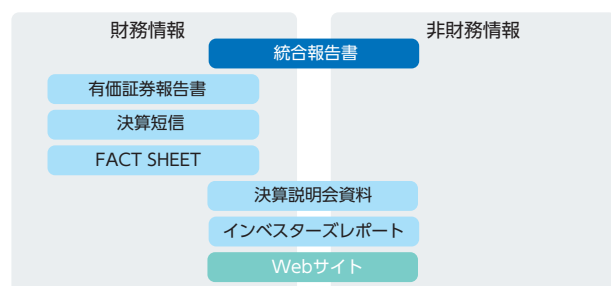 財務情報
非財務情報
統合報告書
有価証券報告書
決算短信
FACT SHEET
決算説明会資料
インベスターズレポート
Webサイト